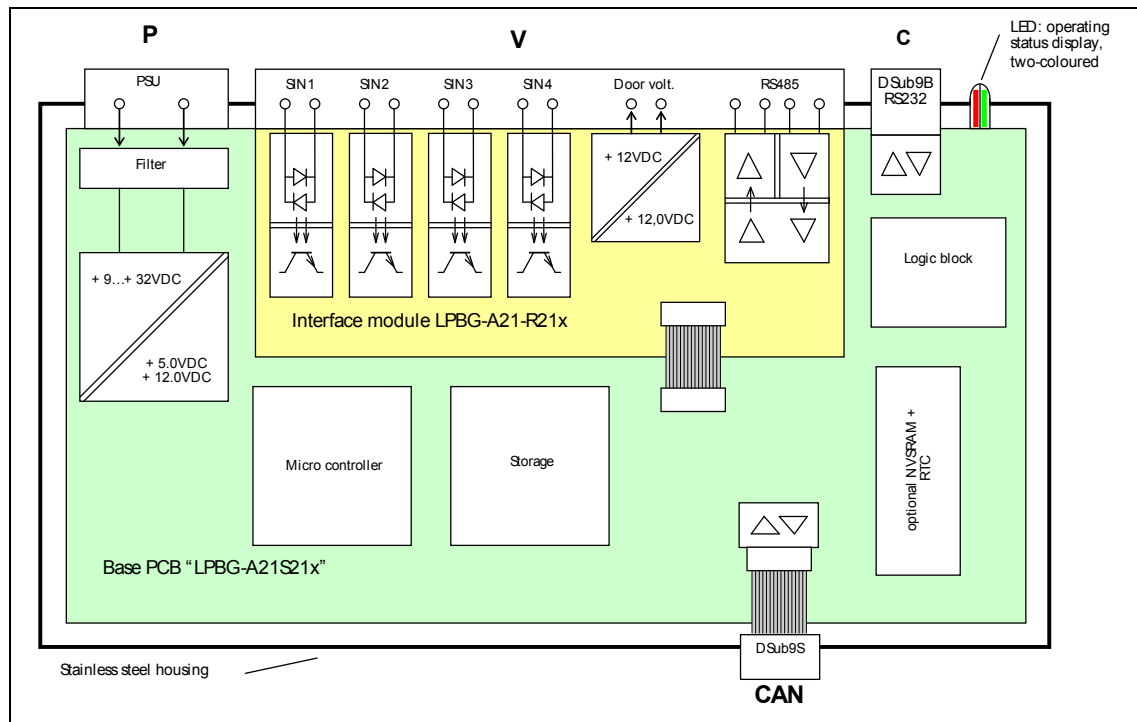 P
V
C
LED: operating
status display,
two-coloured
PSU
SIN1
SIN2
SIN3
SIN4
Door volt.
RS485
DSub9B
RS232
Filter
+ 12VDC
+ 12,0VDC
+ 9...+ 32VDC
+ 5.0VDC
+ 12.0VDC
Logic block
Interface module LPBG-A21-R21x
Micro controller
Storage
optional NVSRAM +
RTC
Base PCB “LPBG-A21S21x”
DSub9S
Stainless steel housing
CAN